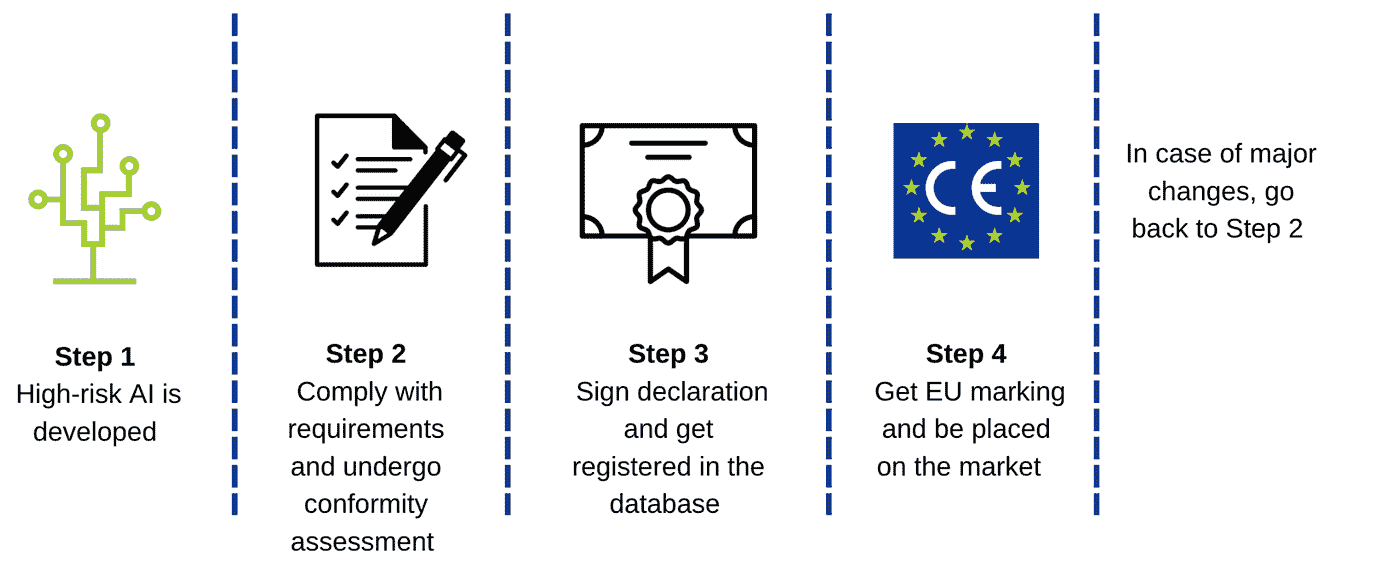 Step 1
High-risk AI is
developed
Step 2
Comply with
requirements
and undergo
conformity
assessment
Step 3
Sign declaration
and get
registered in the
database
CE
Step 4
Get EU marking
and be placed
on the market
In case of major
changes, go
back to Step 2